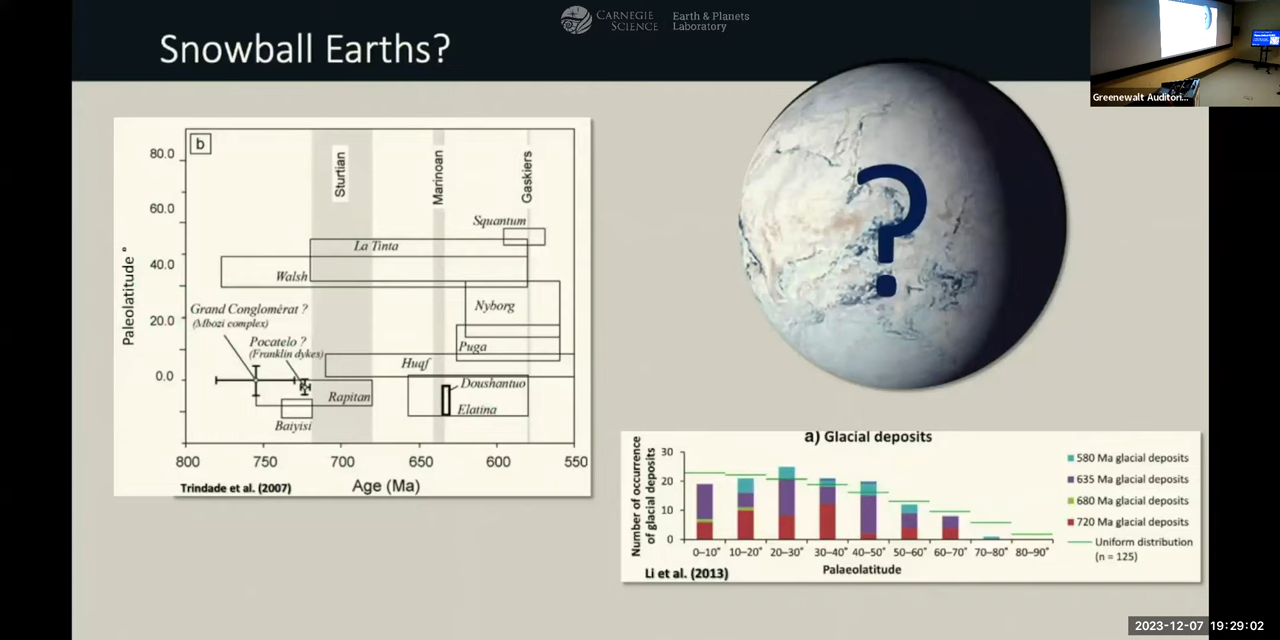 CARNEGIE
SCIENCE
Earth & Planets
Laboratory
Snowball Earths?
Greenewalt Auditori...
b
80.0
60.0
40.0
20.0
0.0
Paleolatitude °
Sturtian
Marinoan
Gaskiers
Squantum
La Tinta
Walsh
Nyborg
Grand Conglomérat ?
(Mbozi complex)
Pocatelo ?
(Franklin dykes)
Puga
Huqf
Doushantuo
Rapitan
Elatina
Baiyisi
800 750 700 650 600 550
Trindade et al. (2007)
Age (Ma)
?
a) Glacial deposits
Number of occurrence
of glacial deposits
30
20
10
0
0–10° 10–20° 20–30° 30–40° 40–50° 50–60° 60–70° 70–80° 80–90°
Palaeolatitude
Li et al. (2013)
580 Ma glacial deposits
635 Ma glacial deposits
680 Ma glacial deposits
720 Ma glacial deposits
Uniform distribution
(n = 125)
2023-12-07 19:29:02